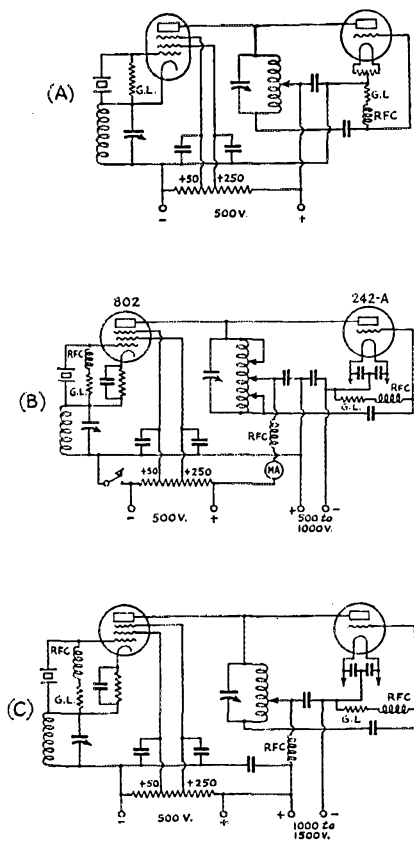 (A)
G.L.
G.L
RFC
+50 +250
- 500V. +
802
242-A
(B)
RFC
G.L.
RFC
G.L.
RFC
MA
+50 +250
- 500V. + + 500 to -
1000V.
(C)
RFC
G.L.
RFC
G.L
RFC
+50 +250
- 500V. + + 1000 to -
1500V.